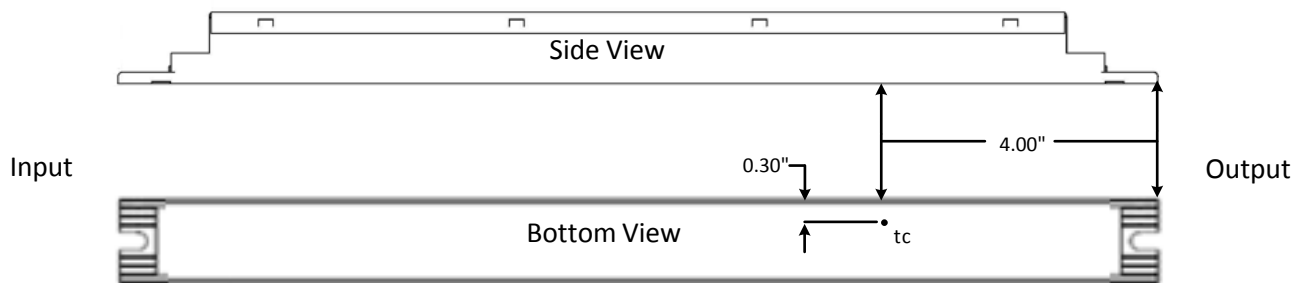 Side View
4.00"
0.30"
Input
Output
Bottom View
tc